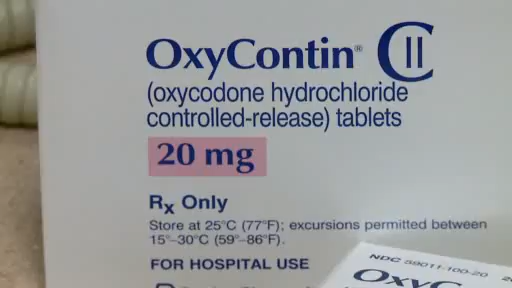 OxyContin® CII
(oxycodone hydrochloride
controlled-release) tablets
20 mg
Rx Only
Store at 25°C (77°F); excursions permitted between
15°–30°C (59°–86°F).
FOR HOSPITAL USE
NDC 59011-100-20
OxyC